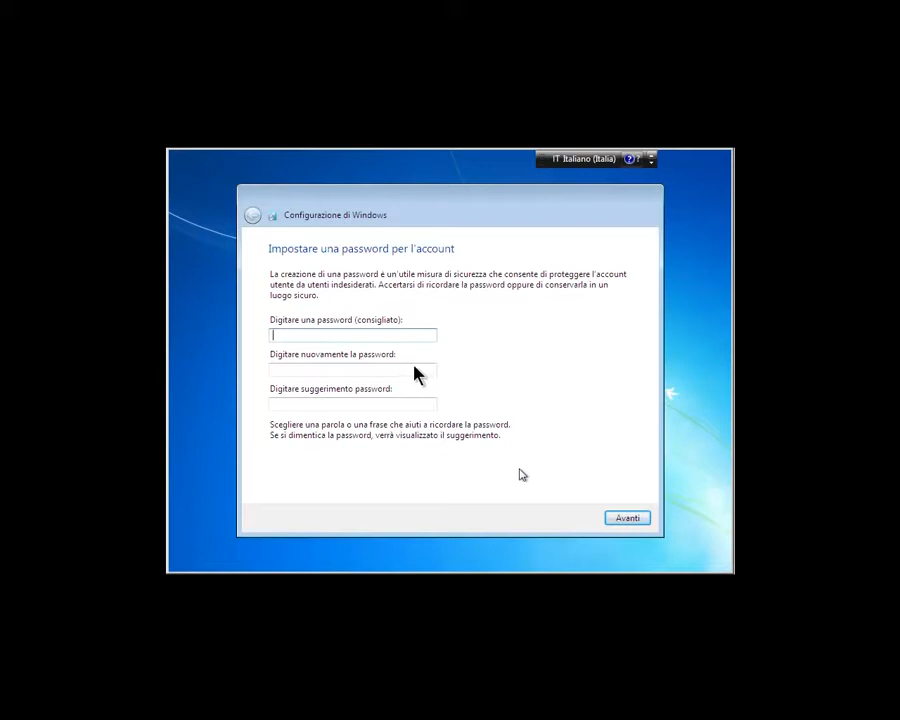 IT Italiano (Italia) ? ?
Configurazione di Windows
Impostare una password per l'account
La creazione di una password è un'utile misura di sicurezza che consente di proteggere l'account
utente da utenti indesiderati. Accertarsi di ricordare la password oppure di conservarla in un
luogo sicuro.
Digitare una password (consigliato):
Digitare nuovamente la password:
Digitare suggerimento password:
Scegliere una parola o una frase che aiuti a ricordare la password.
Se si dimentica la password, verrà visualizzato il suggerimento.
Avanti